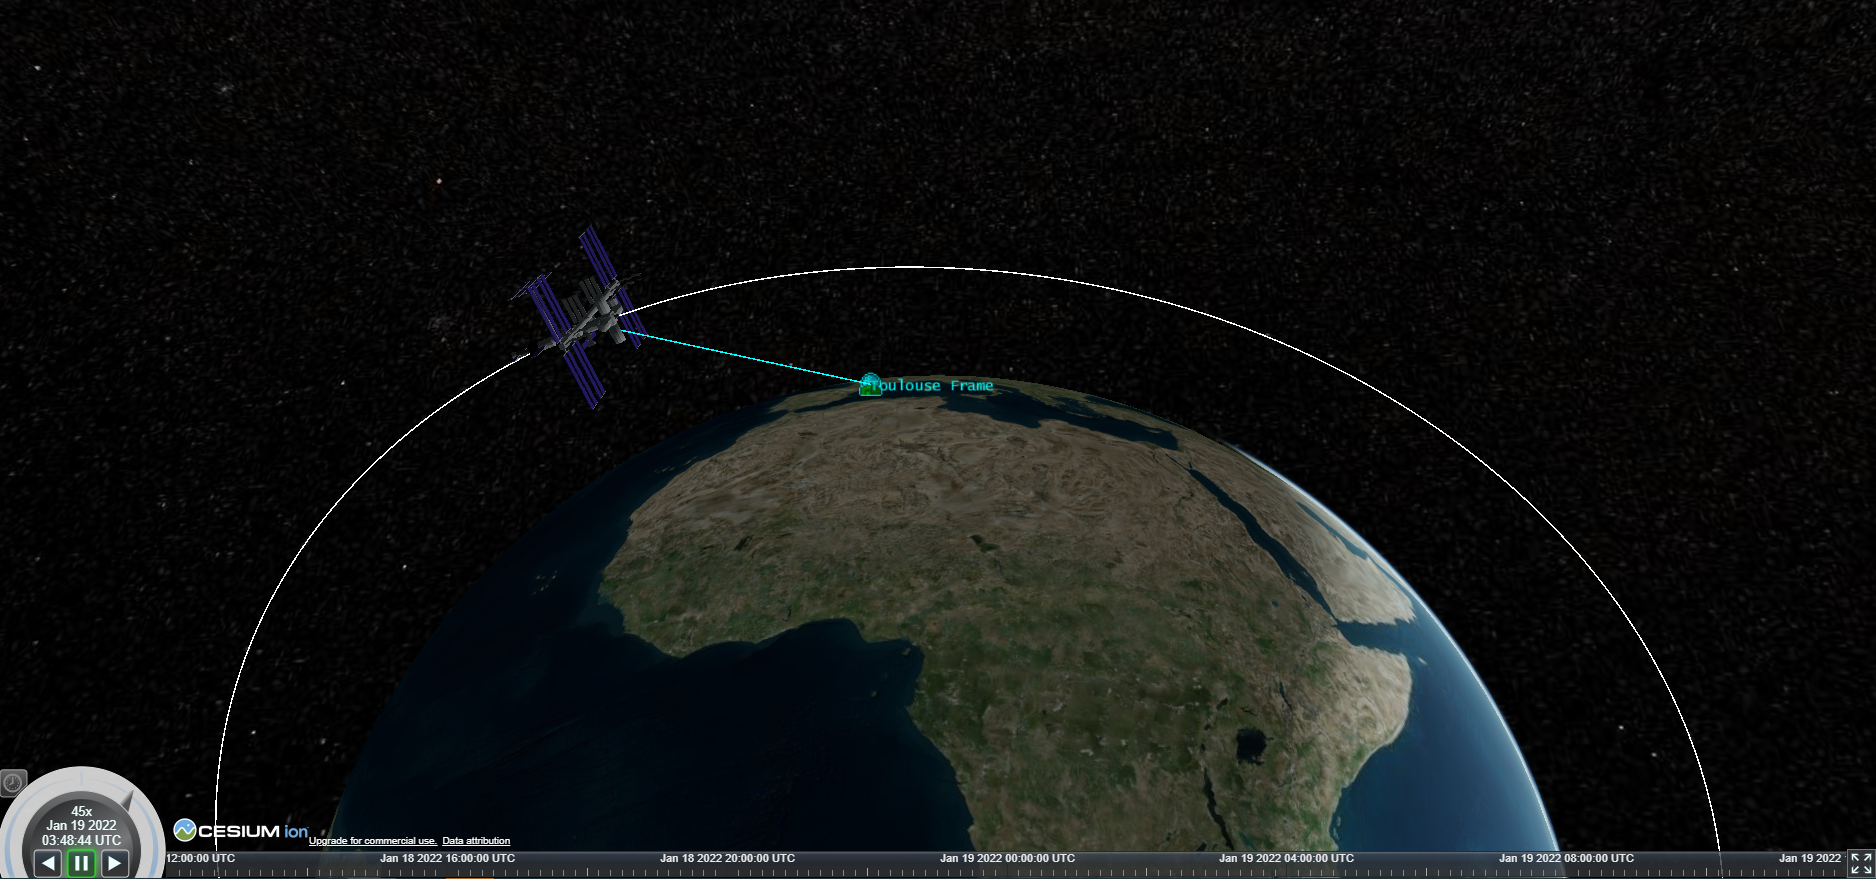 Toulouse Frame
45x
Jan 19 2022
03:48:44 UTC
CESIUM ion
Upgrade for commercial use. Data attribution
12:00:00 UTC
Jan 18 2022 16:00:00 UTC
Jan 18 2022 20:00:00 UTC
Jan 19 2022 00:00:00 UTC
Jan 19 2022 04:00:00 UTC
Jan 19 2022 08:00:00 UTC
Jan 19 2022